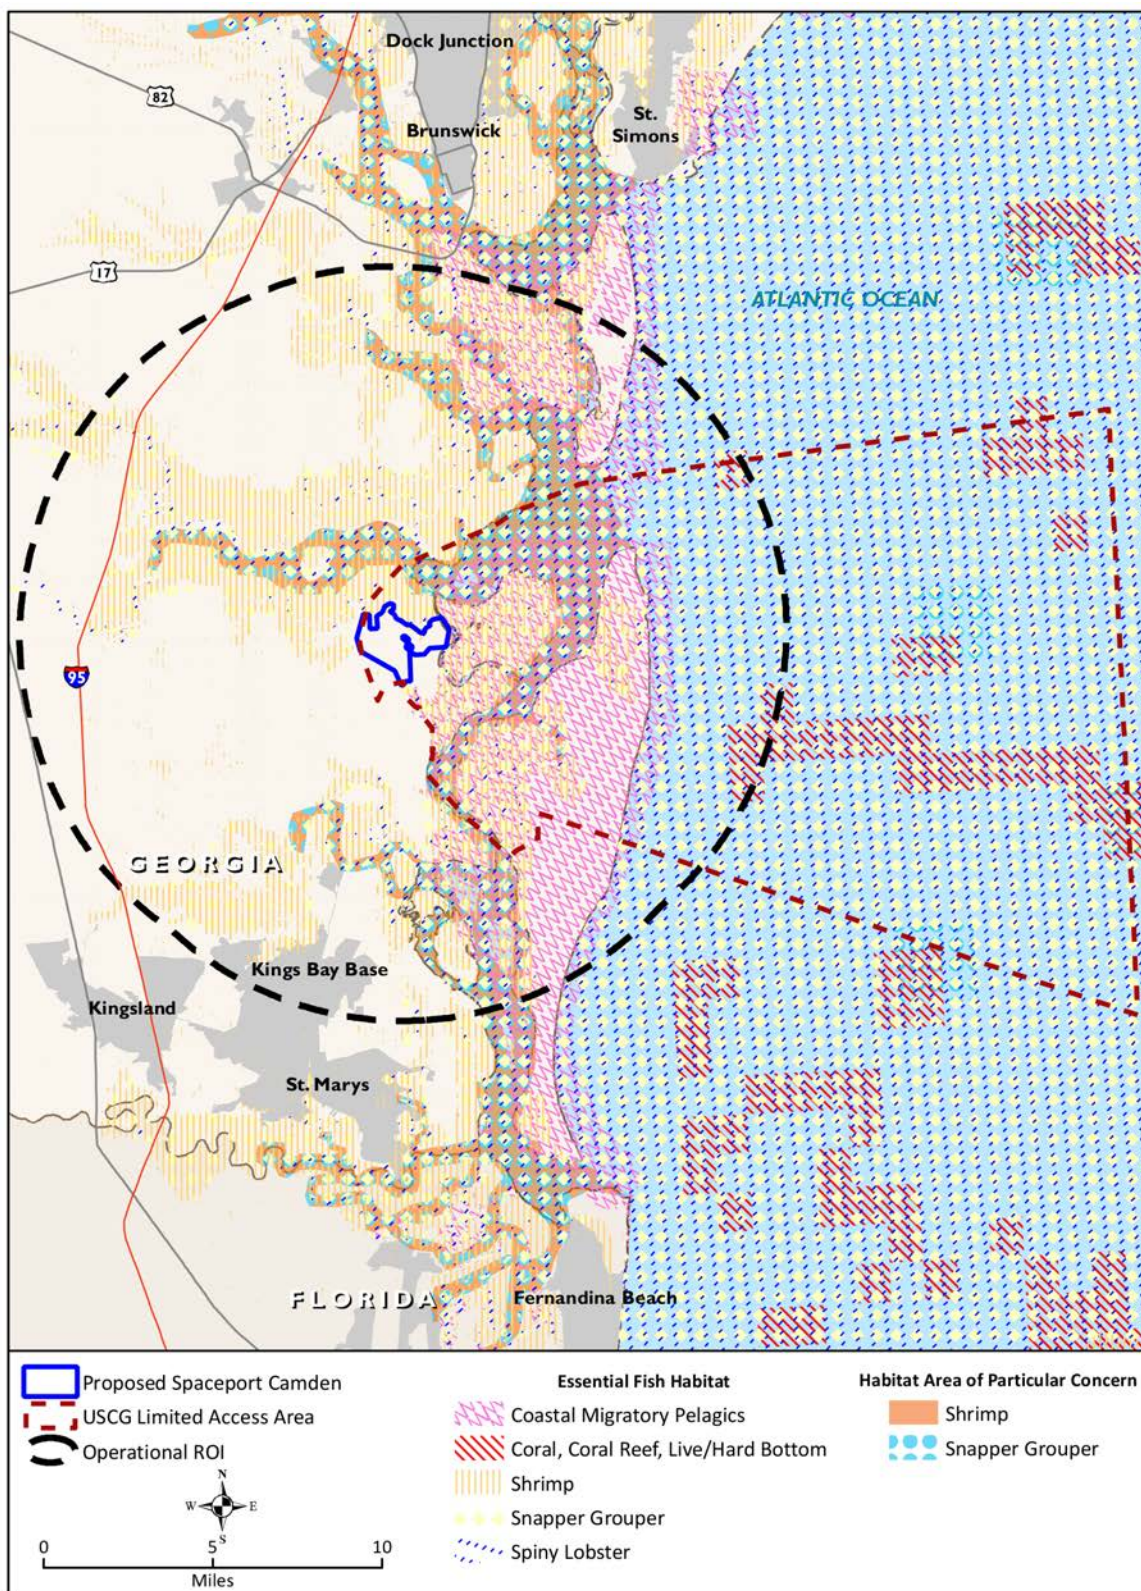 Dock Junction
82
St.
Simons
Brunswick
17
ATLANTIC OCEAN
95
GEORGIA
Kings Bay Base
Kingsland
St. Marys
FLORIDA
Fernandina Beach
Proposed Spaceport Camden
USCG Limited Access Area
Operational ROI
N
W E
S
0 5 10
Miles
Essential Fish Habitat
Coastal Migratory Pelagics
Coral, Coral Reef, Live/Hard Bottom
Shrimp
Snapper Grouper
Spiny Lobster
Habitat Area of Particular Concern
Shrimp
Snapper Grouper